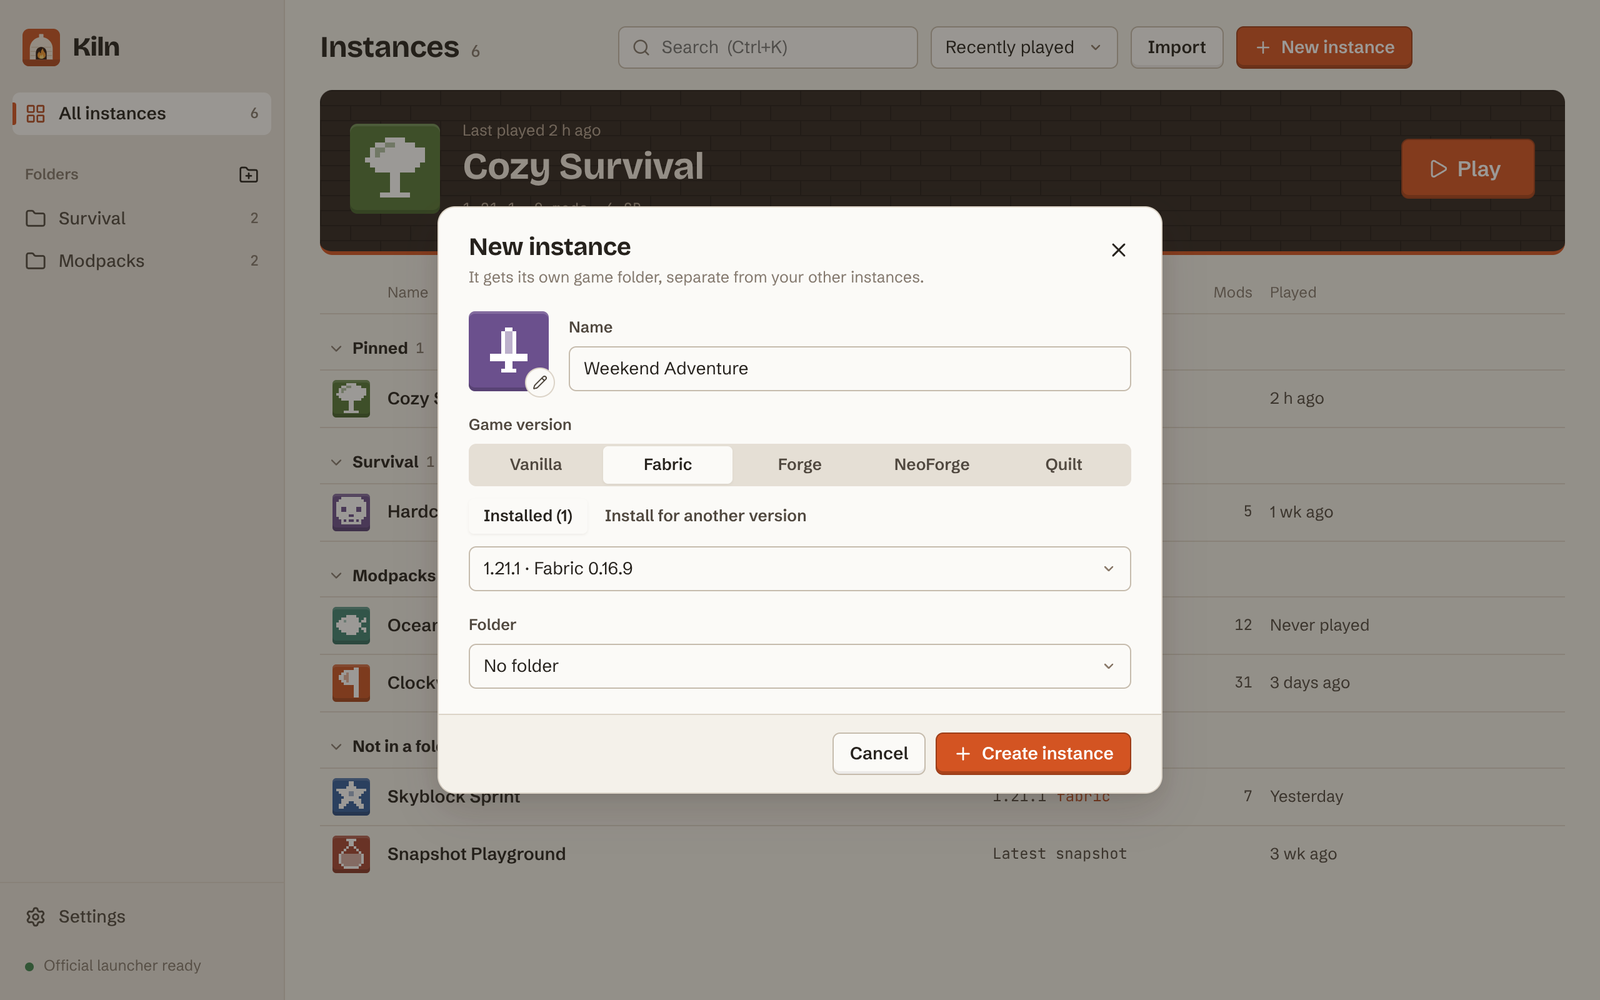 Kiln
All instances 6
Folders
Survival 2
Modpacks 2
Settings
Official launcher ready
Instances 6
Search (Ctrl+K)
Recently played
Import
New instance
Last played 2 h ago
Cozy Survival
Play
Name Mods Played
Pinned 1
Cozy 2 h ago
Survival 1
5 1 wk ago
Modpacks
12 Never played
31 3 days ago
Not in a
Skyblock Sprint 1.21.1 fabric 7 Yesterday
Snapshot Playground Latest snapshot 3 wk ago
New instance
It gets its own game folder, separate from your other instances.
Name
Weekend Adventure
Game version
Vanilla Fabric Forge NeoForge Quilt
Installed (1) Install for another version
1.21.1 · Fabric 0.16.9
Folder
No folder
Cancel
Create instance